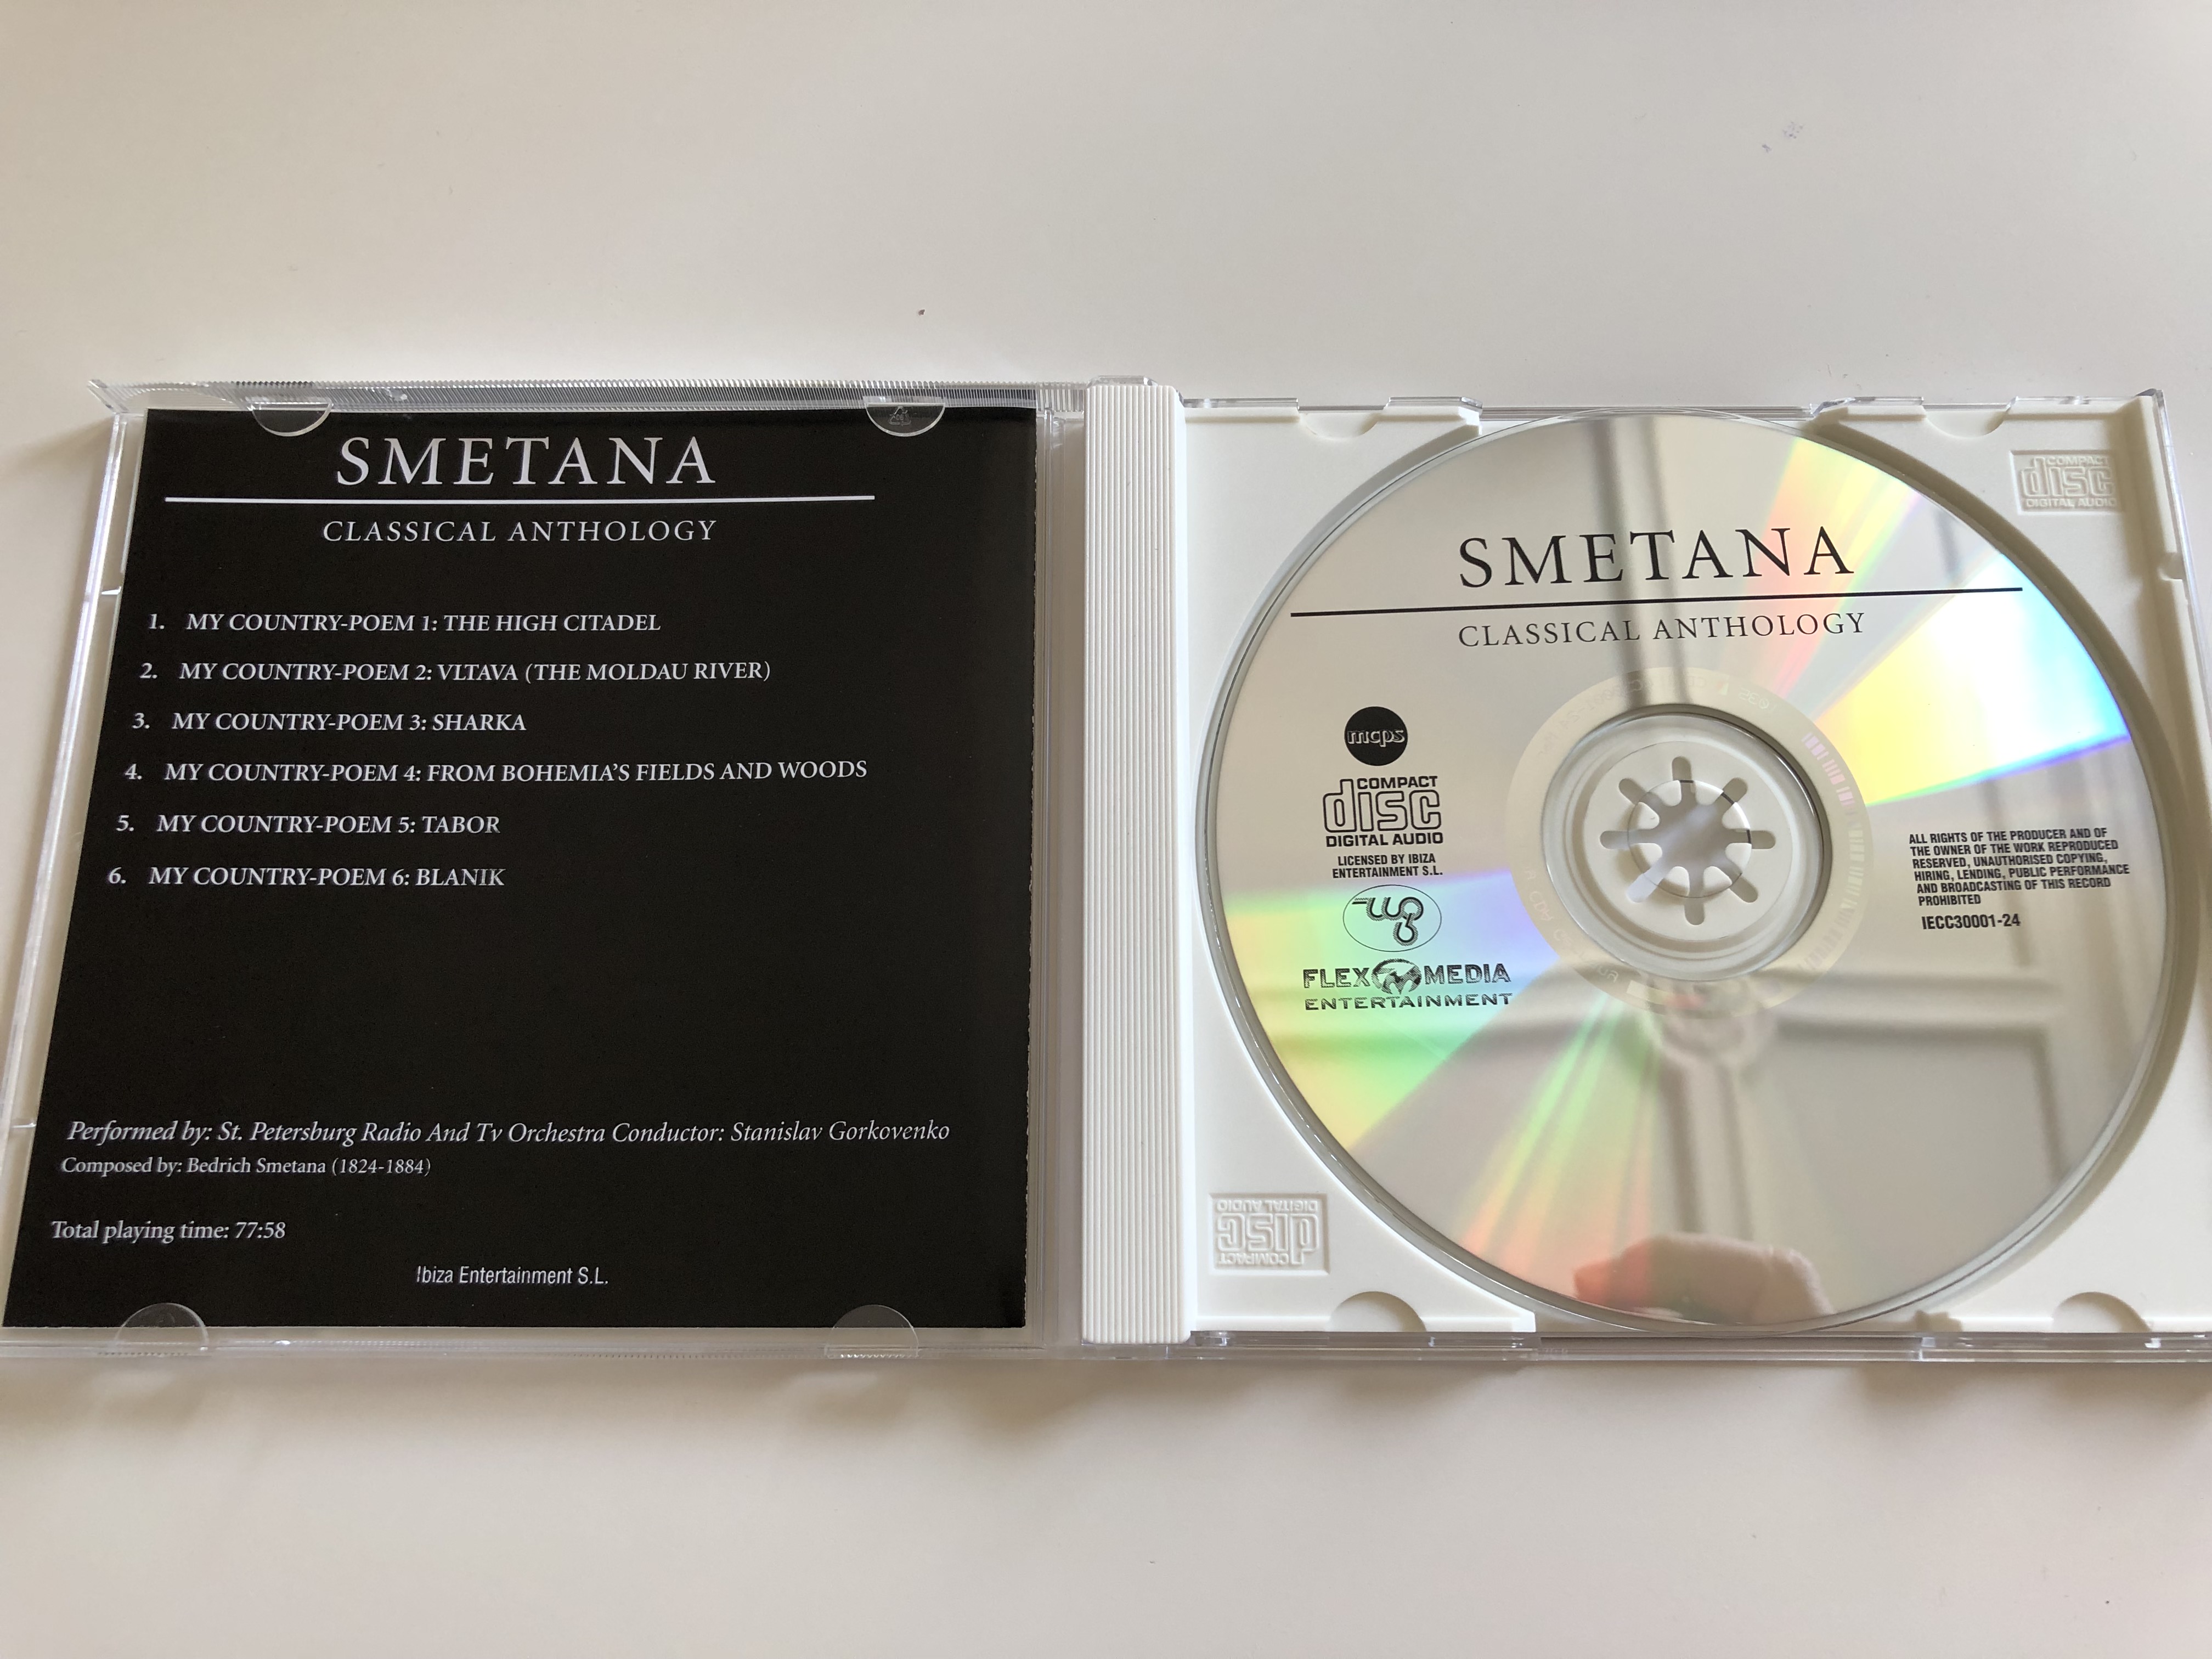 SMETANA
CLASSICAL ANTHOLOGY
1. MY COUNTRY-POEM 1: THE HIGH CITADEL
2. MY COUNTRY-POEM 2: VLTAVA (THE MOLDAU RIVER)
3. MY COUNTRY-POEM 3: SHARKA
4. MY COUNTRY-POEM 4: FROM BOHEMIA'S FIELDS AND WOODS
5. MY COUNTRY-POEM 5: TABOR
6. MY COUNTRY-POEM 6: BLANIK
Performed by: St. Petersburg Radio And Tv Orchestra Conductor: Stanislav Gorkovenko
Composed by: Bedrich Smetana (1824-1884)
Total playing time: 77:58
Ibiza Entertainment S.L.
SMETANA
CLASSICAL ANTHOLOGY
mcps
COMPACT
disc
DIGITAL AUDIO
LICENSED BY IBIZA
ENTERTAINMENT S.L.
FLEX MEDIA
ENTERTAINMENT
ALL RIGHTS OF THE PRODUCER AND OF
THE OWNER OF THE WORK REPRODUCED
RESERVED, UNAUTHORISED COPYING,
HIRING, LENDING, PUBLIC PERFORMANCE
AND BROADCASTING OF THIS RECORD
PROHIBITED
IECC30001-24
COMPACT
disc
DIGITAL AUDIO
COMPACT
disc
DIGITAL AUDIO